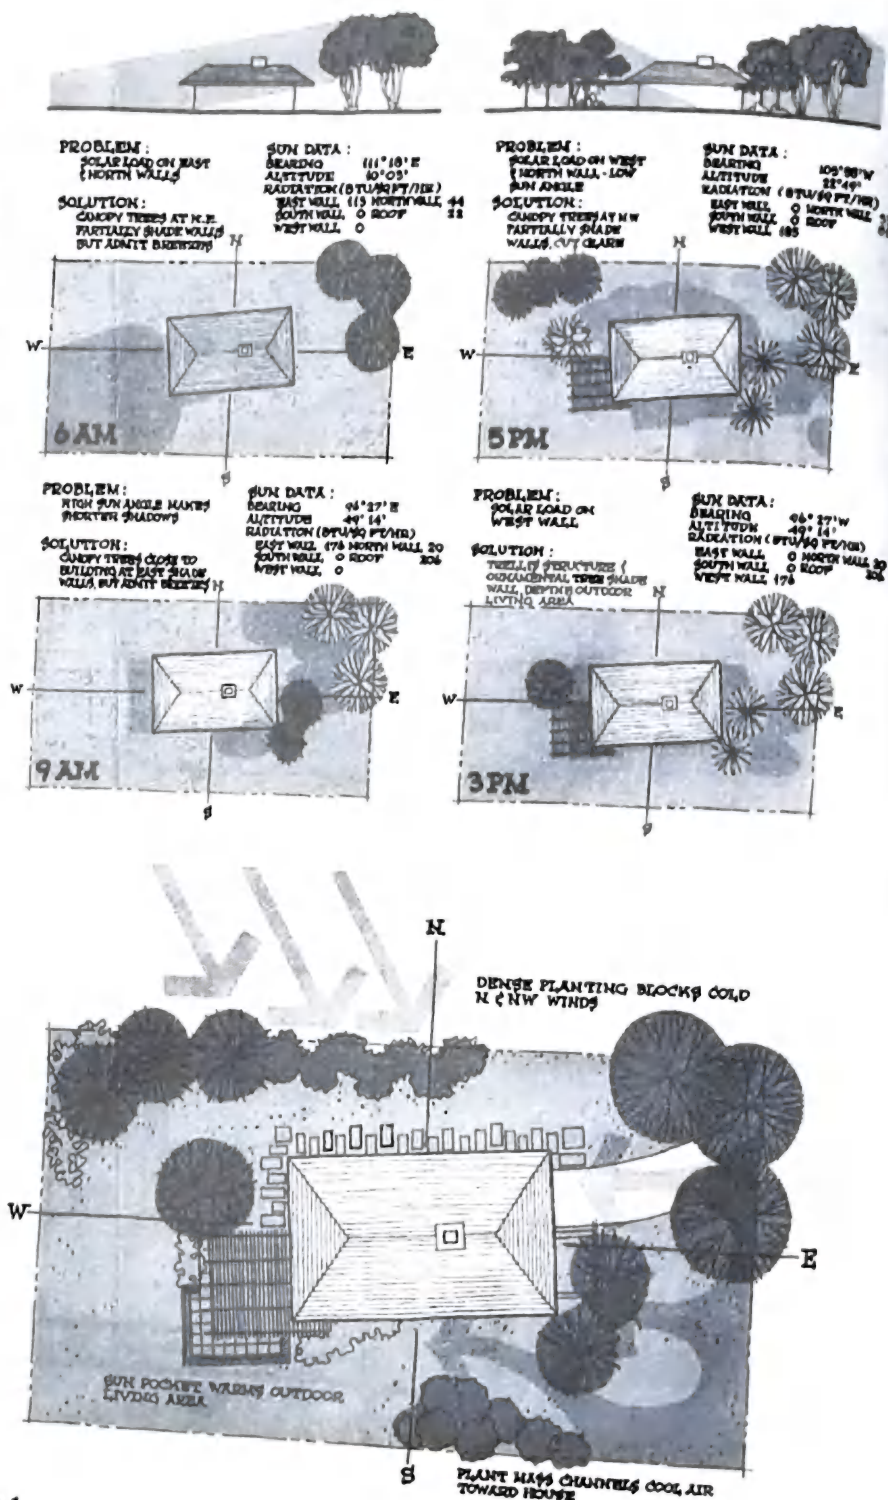 PROBLEM:
SOLAR LOAD ON EAST
& NORTH WALLS
SOLUTION:
CANOPY TREES AT N.E.
PARTIALLY SHADE WALLS
BUT ADMIT BREEZES
SUN DATA:
BEARING 111°18' E
ALTITUDE 10°05'
RADIATION (BTU/SQ FT/HR)
EAST WALL 113 NORTH WALL 44
SOUTH WALL 0 ROOF 22
WEST WALL 0
N
W
E
S
6 AM
PROBLEM:
SOLAR LOAD ON WEST
& NORTH WALL - LOW
SUN ANGLE
SOLUTION:
CANOPY TREES AT NW
PARTIALLY SHADE
WALLS, CUT GLARE
SUN DATA:
BEARING
ALTITUDE 22°49'
RADIATION (BTU/SQ FT/HR)
EAST WALL 0 NORTH WALL
SOUTH WALL 0 ROOF
WEST WALL 185
N
W
E
S
5 PM
PROBLEM:
HIGH SUN ANGLE MAKES
SHORTER SHADOWS
SOLUTION:
CANOPY TREES CLOSE TO
BUILDING AT EAST SHADE
WALLS, BUT ADMIT BREEZES
SUN DATA:
BEARING 96°27' E
ALTITUDE 49°14'
RADIATION (BTU/SQ FT/HR)
EAST WALL 176 NORTH WALL 20
SOUTH WALL 0 ROOF 206
WEST WALL 0
N
W
E
S
9 AM
PROBLEM:
SOLAR LOAD ON
WEST WALL
SOLUTION:
TRELLIS STRUCTURE &
ORNAMENTAL TREE SHADE
WALL, DEFINE OUTDOOR
LIVING AREA
SUN DATA:
BEARING 96°27' W
ALTITUDE 49°14'
RADIATION (BTU/SQ FT/HR)
EAST WALL 0 NORTH WALL 20
SOUTH WALL 0 ROOF 206
WEST WALL 176
N
W
E
S
3 PM
N
DENSE PLANTING BLOCKS COLD
N & NW WINDS
W
E
SUN POCKET WARMS OUTDOOR
LIVING AREA
S
PLANT MASS CHANNELS COOL AIR
TOWARD HOUSE